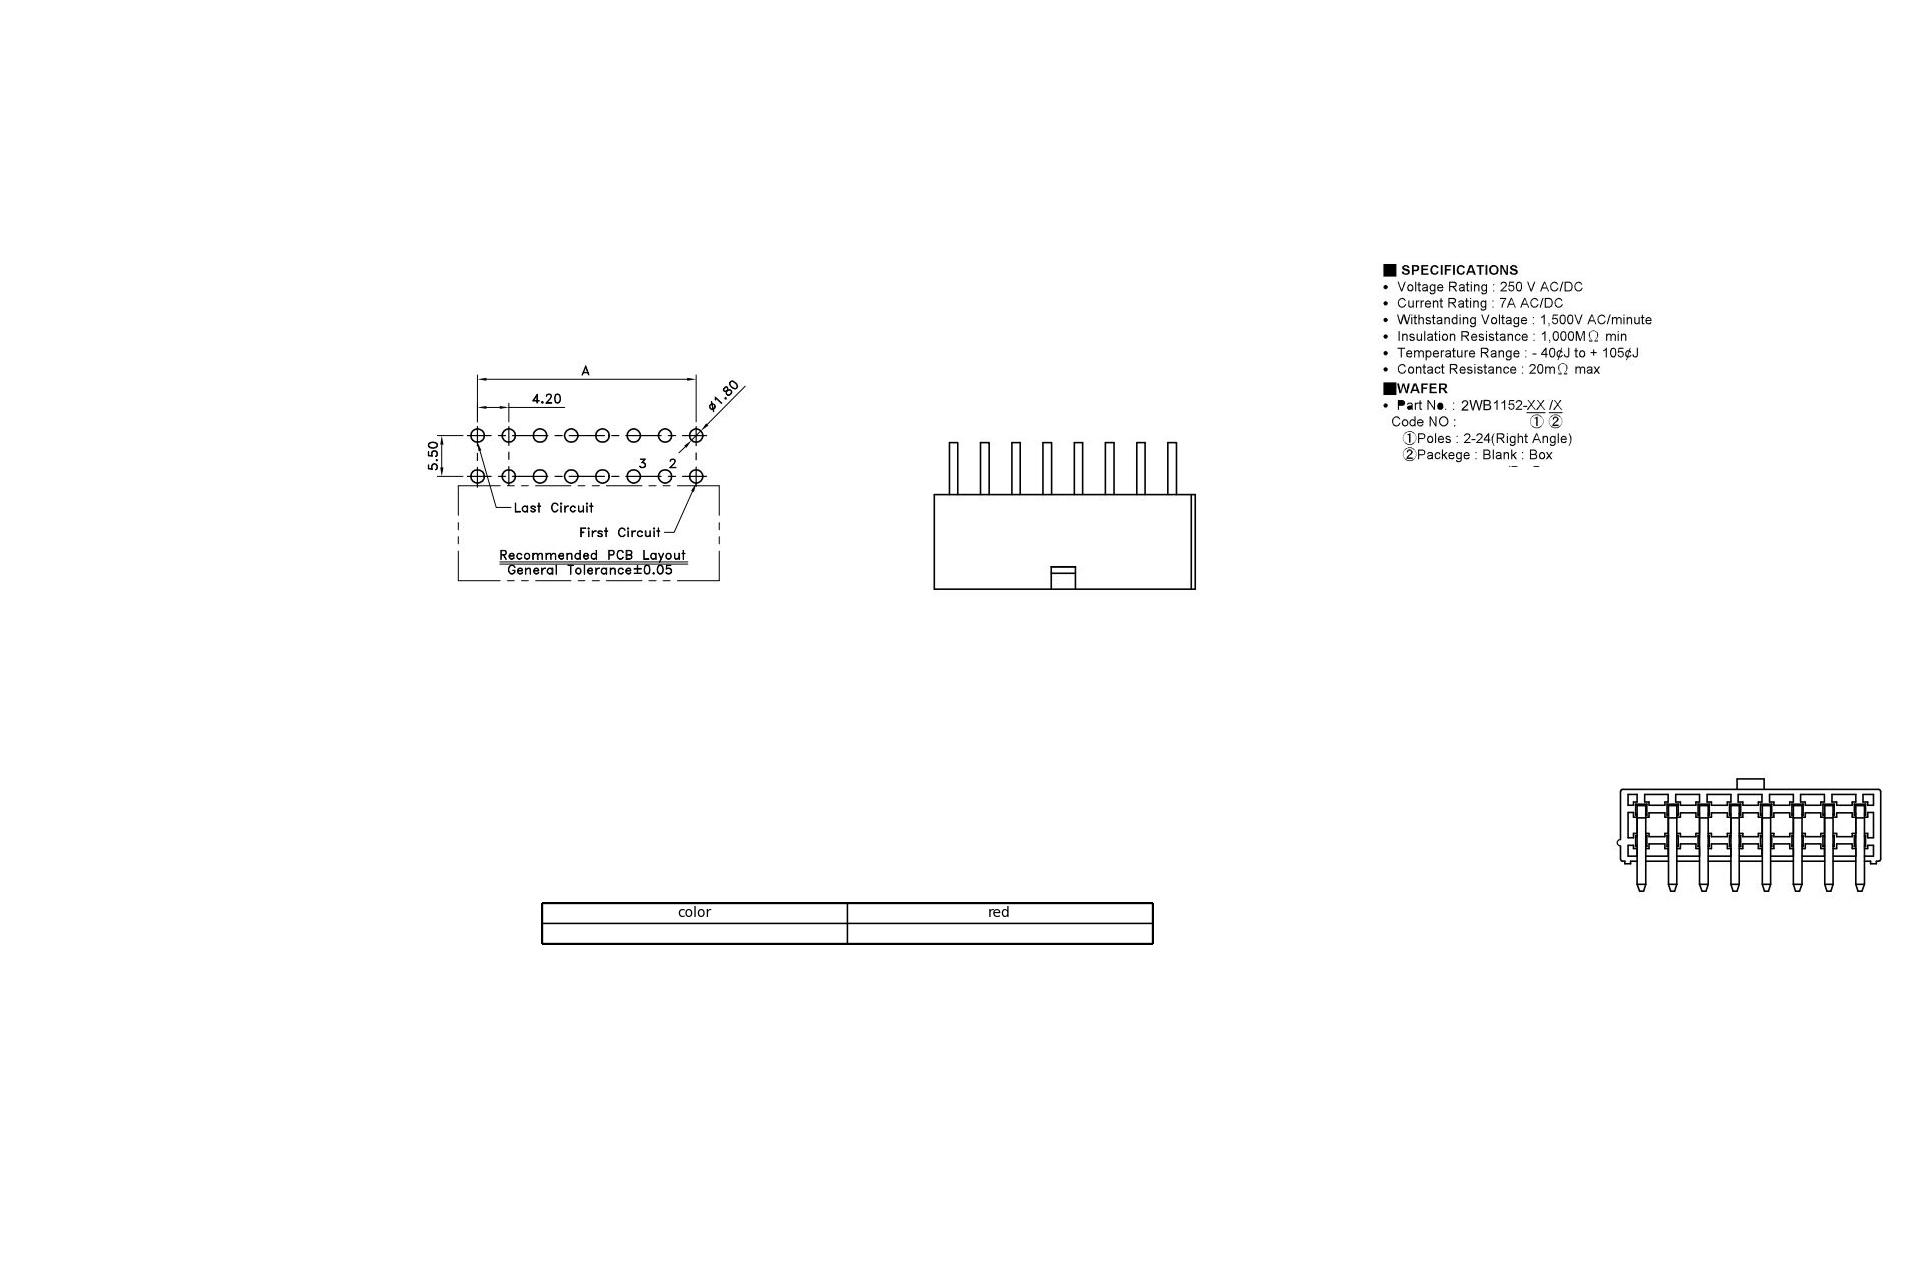 A
4.20
ø1.80
5.50
3 2
Last Circuit
First Circuit
Recommended PCB Layout
General Tolerance±0.05
■ SPECIFICATIONS
• Voltage Rating : 250 V AC/DC
• Current Rating : 7A AC/DC
• Withstanding Voltage : 1,500V AC/minute
• Insulation Resistance : 1,000MΩ min
• Temperature Range : - 40¢J to + 105¢J
• Contact Resistance : 20mΩ max
■WAFER
• Part No. : 2WB1152-XX /X
Code NO : ① ②
①Poles : 2-24(Right Angle)
②Packege : Blank : Box
color red